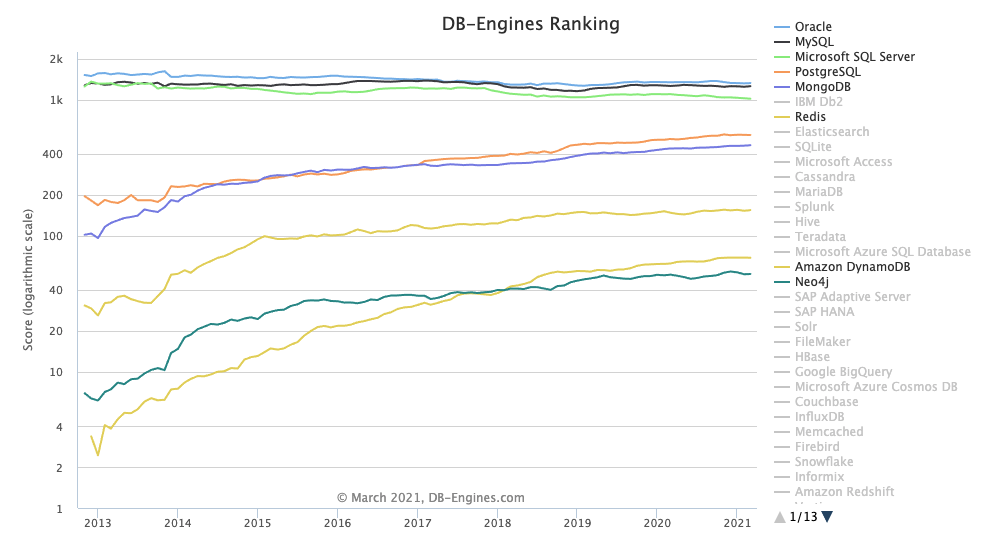 DB-Engines Ranking
Score (logarithmic scale)
2k
1k
400
200
100
40
20
10
4
2
1
2013
2014
2015
2016
2017
2018
2019
2020
2021
© March 2021, DB-Engines.com
Oracle
MySQL
Microsoft SQL Server
PostgreSQL
MongoDB
IBM Db2
Redis
Elasticsearch
SQLite
Microsoft Access
Cassandra
MariaDB
Splunk
Hive
Teradata
Microsoft Azure SQL Database
Amazon DynamoDB
Neo4j
SAP Adaptive Server
SAP HANA
Solr
FileMaker
HBase
Google BigQuery
Microsoft Azure Cosmos DB
Couchbase
InfluxDB
Memcached
Firebird
Snowflake
Informix
Amazon Redshift
1/13